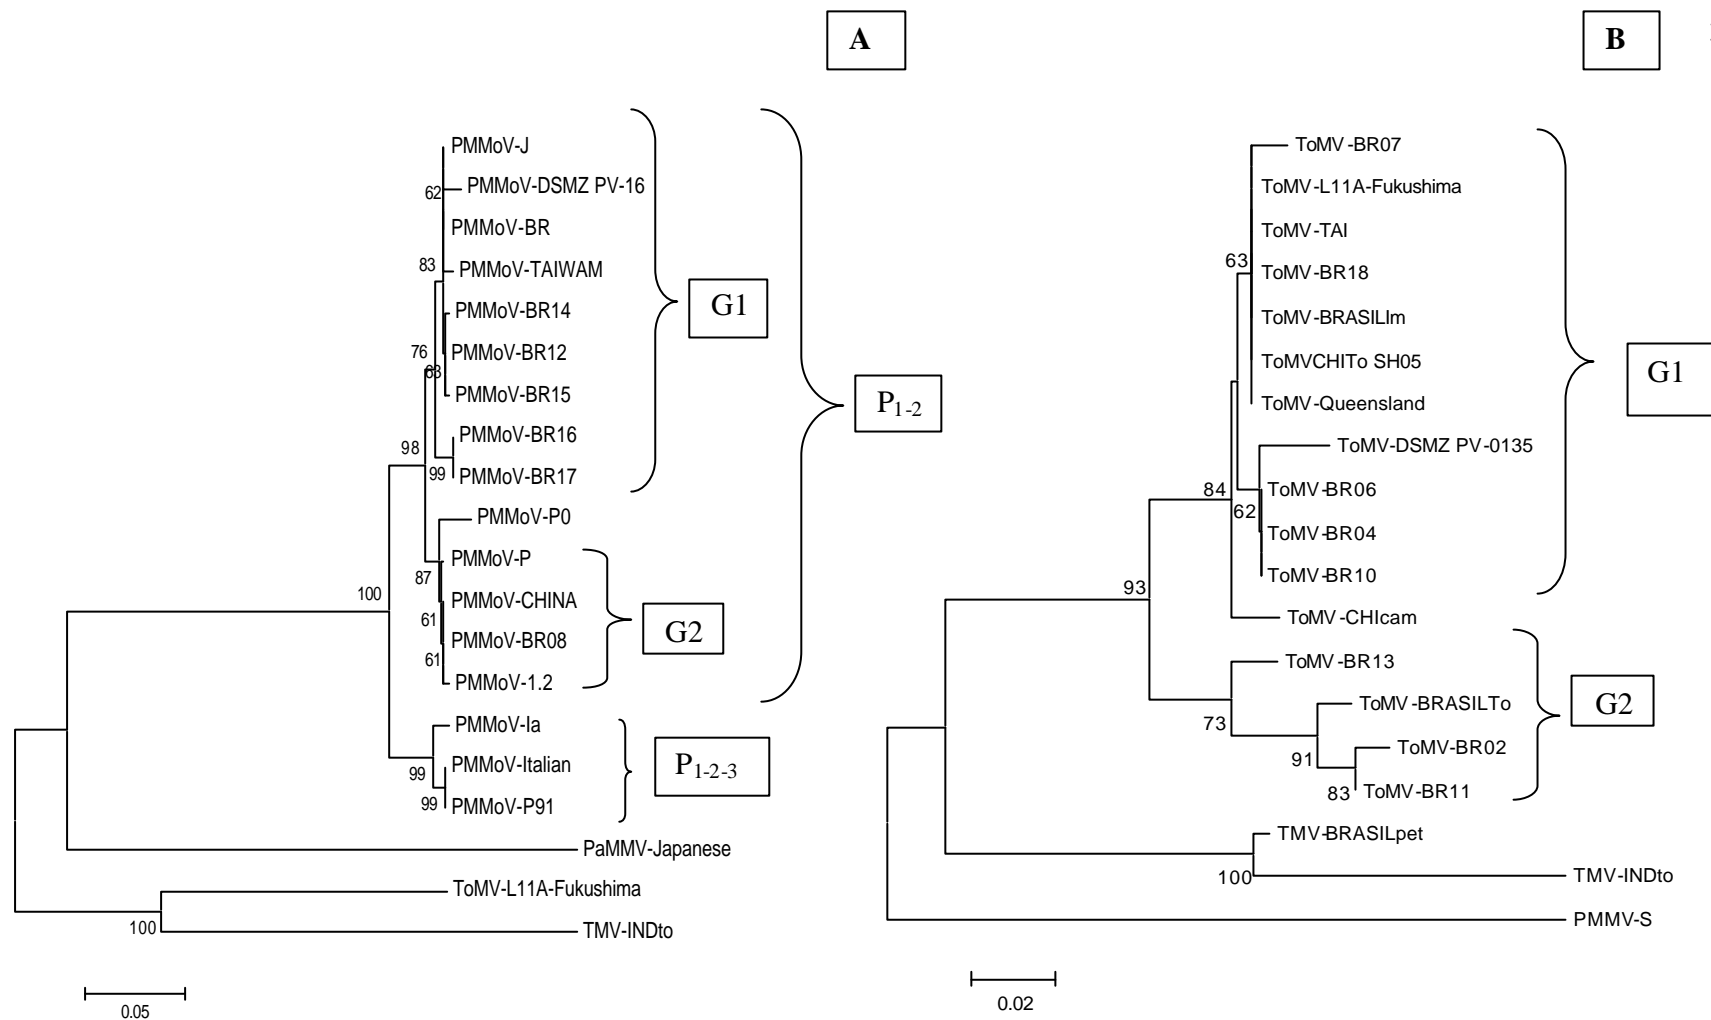 A
PMMoV-J
62
PMMoV-DSMZ PV-16
PMMoV-BR
83
PMMoV-TAIWAM
G1
PMMoV-BR14
76
PMMoV-BR12
63
PMMoV-BR15
P1-2
PMMoV-BR16
98
99
PMMoV-BR17
PMMoV-P0
PMMoV-P
87
PMMoV-CHINA
100
61
G2
PMMoV-BR08
61
PMMoV-1.2
PMMoV-Ia
PMMoV-Italian
99
P1-2-3
99
PMMoV-P91
PaMMV-Japanese
ToMV-L11A-Fukushima
100
TMV-INDto
0.05
B
ToMV-BR07
ToMV-L11A-Fukushima
ToMV-TAI
63
ToMV-BR18
ToMV-BRASILIm
ToMVCHITo SH05
G1
ToMV-Queensland
ToMV-DSMZ PV-0135
84
ToMV-BR06
62
ToMV-BR04
ToMV-BR10
93
ToMV-CHIcam
ToMV-BR13
ToMV-BRASILTo
G2
73
ToMV-BR02
91
83
ToMV-BR11
TMV-BRASILpet
100
TMV-INDto
PMMV-S
0.02